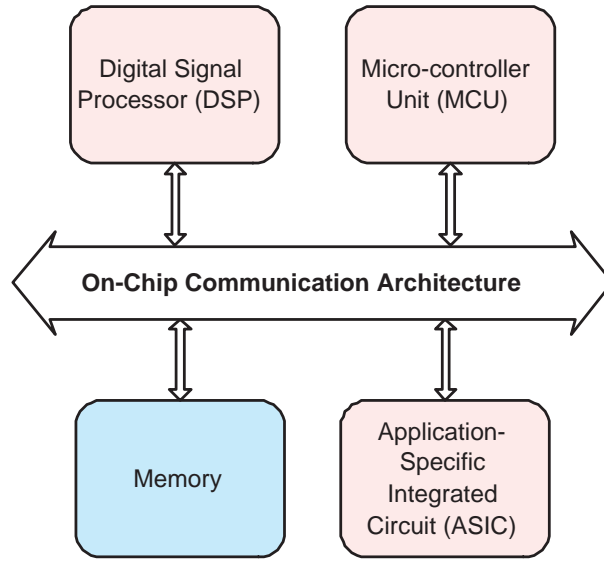 Digital Signal
Processor (DSP)
Micro-controller
Unit (MCU)
On-Chip Communication Architecture
Memory
Application-
Specific
Integrated
Circuit (ASIC)